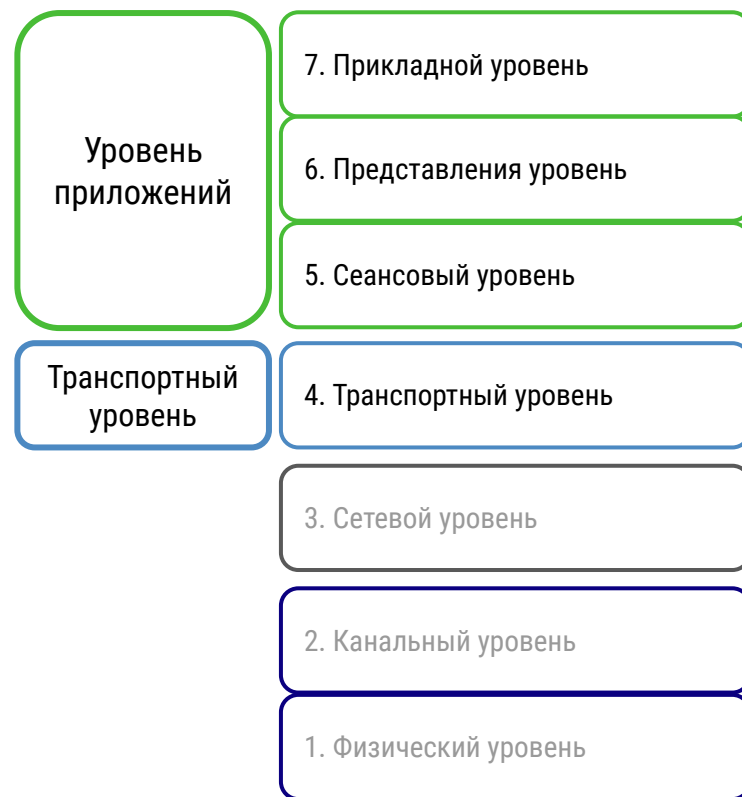 Уровень
приложений
7. Прикладной уровень
6. Представления уровень
5. Сеансовый уровень
Транспортный
уровень
4. Транспортный уровень
3. Сетевой уровень
2. Канальный уровень
1. Физический уровень